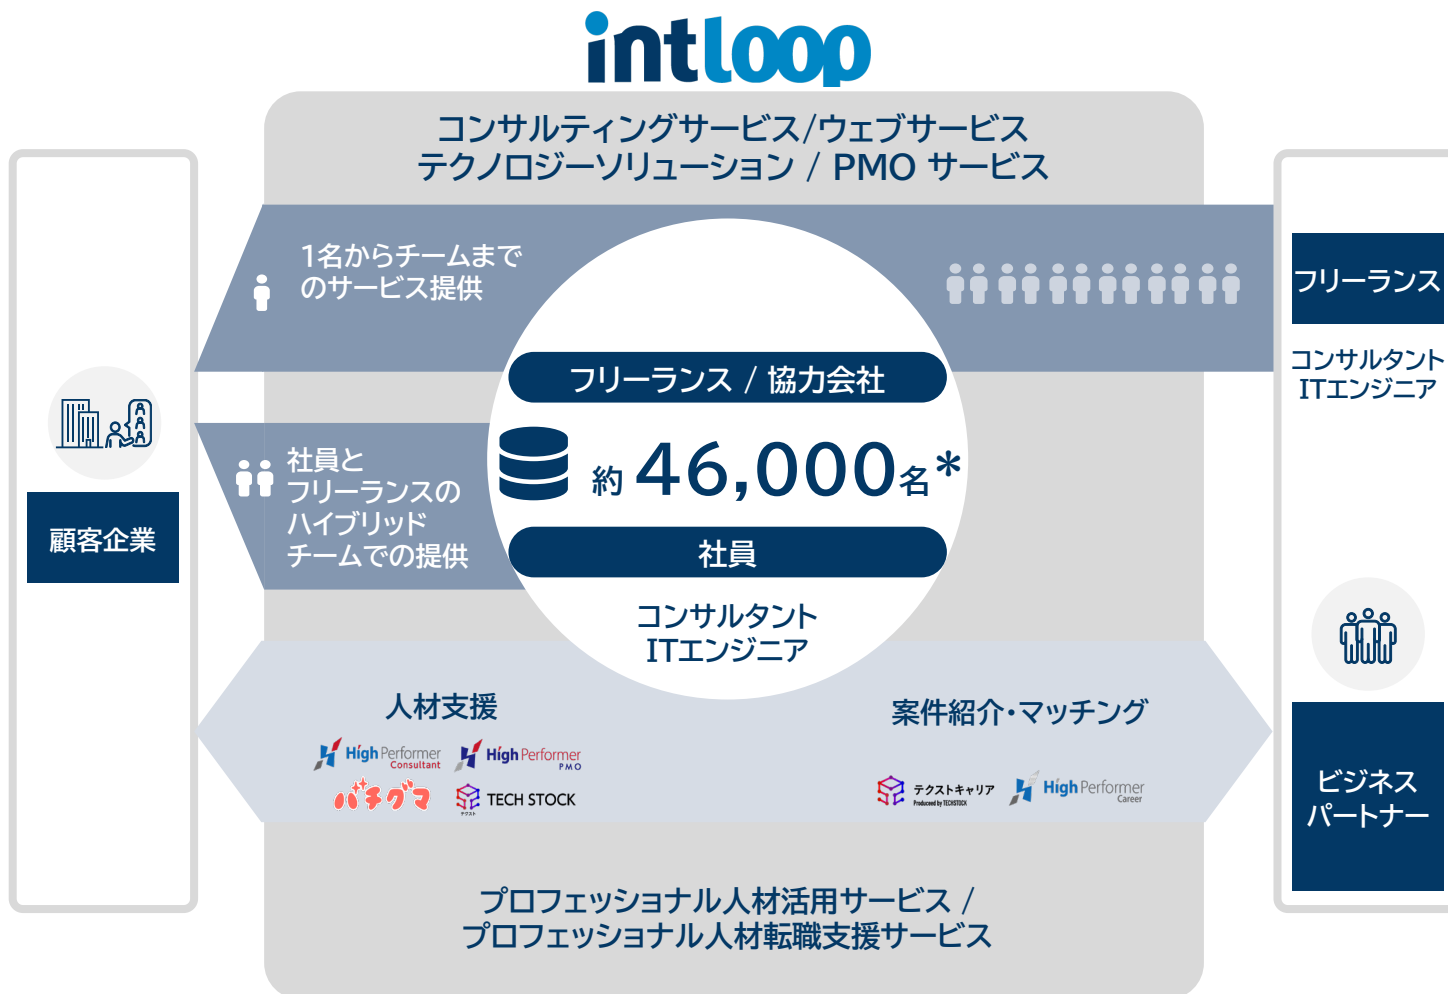 intloop
コンサルティングサービス/ウェブサービス
テクノロジーソリューション / PMO サービス
1名からチームまで
のサービス提供
フリーランス
コンサルタント
ITエンジニア
フリーランス / 協力会社
約 46,000名*
社員
コンサルタント
ITエンジニア
社員と
フリーランスの
ハイブリッド
チームでの提供
顧客企業
人材支援
High Performer
Consultant
High Performer
PMO
バチグマ
TECH STOCK
テクスト
案件紹介・マッチング
テクストキャリア
Produced by TECHSTOCK
High Performer
Career
ビジネス
パートナー
プロフェッショナル人材活用サービス /
プロフェッショナル人材転職支援サービス